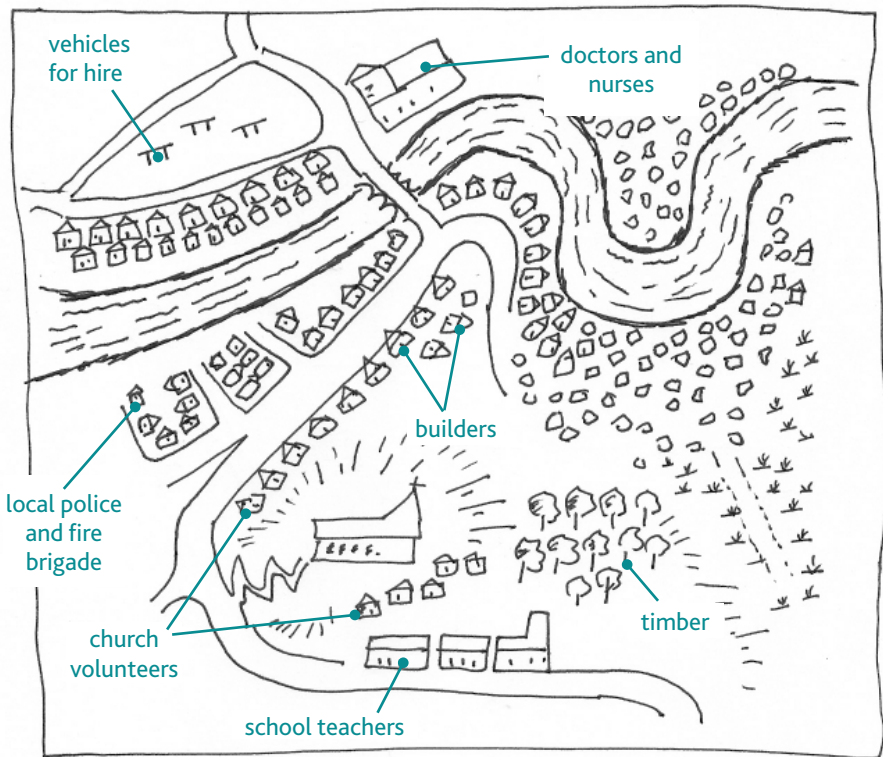 vehicles
for hire
doctors and
nurses
builders
local police
and fire
brigade
timber
church
volunteers
school teachers